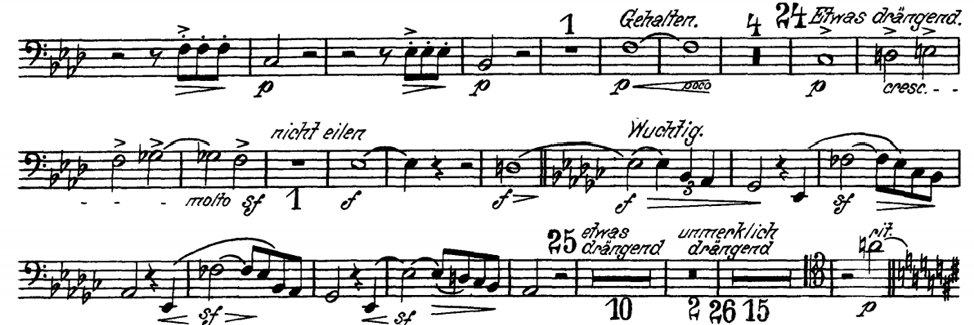 1 Gehalten. 4 24 Etwas drängend.
p p p poco p cresc. - -
nicht eilen Wuchtig.
- - - - molto sf 1 f f f 3 sf
25 etwas drängend unmerklich drängend rit.
sf sf 10 2 26 15 p